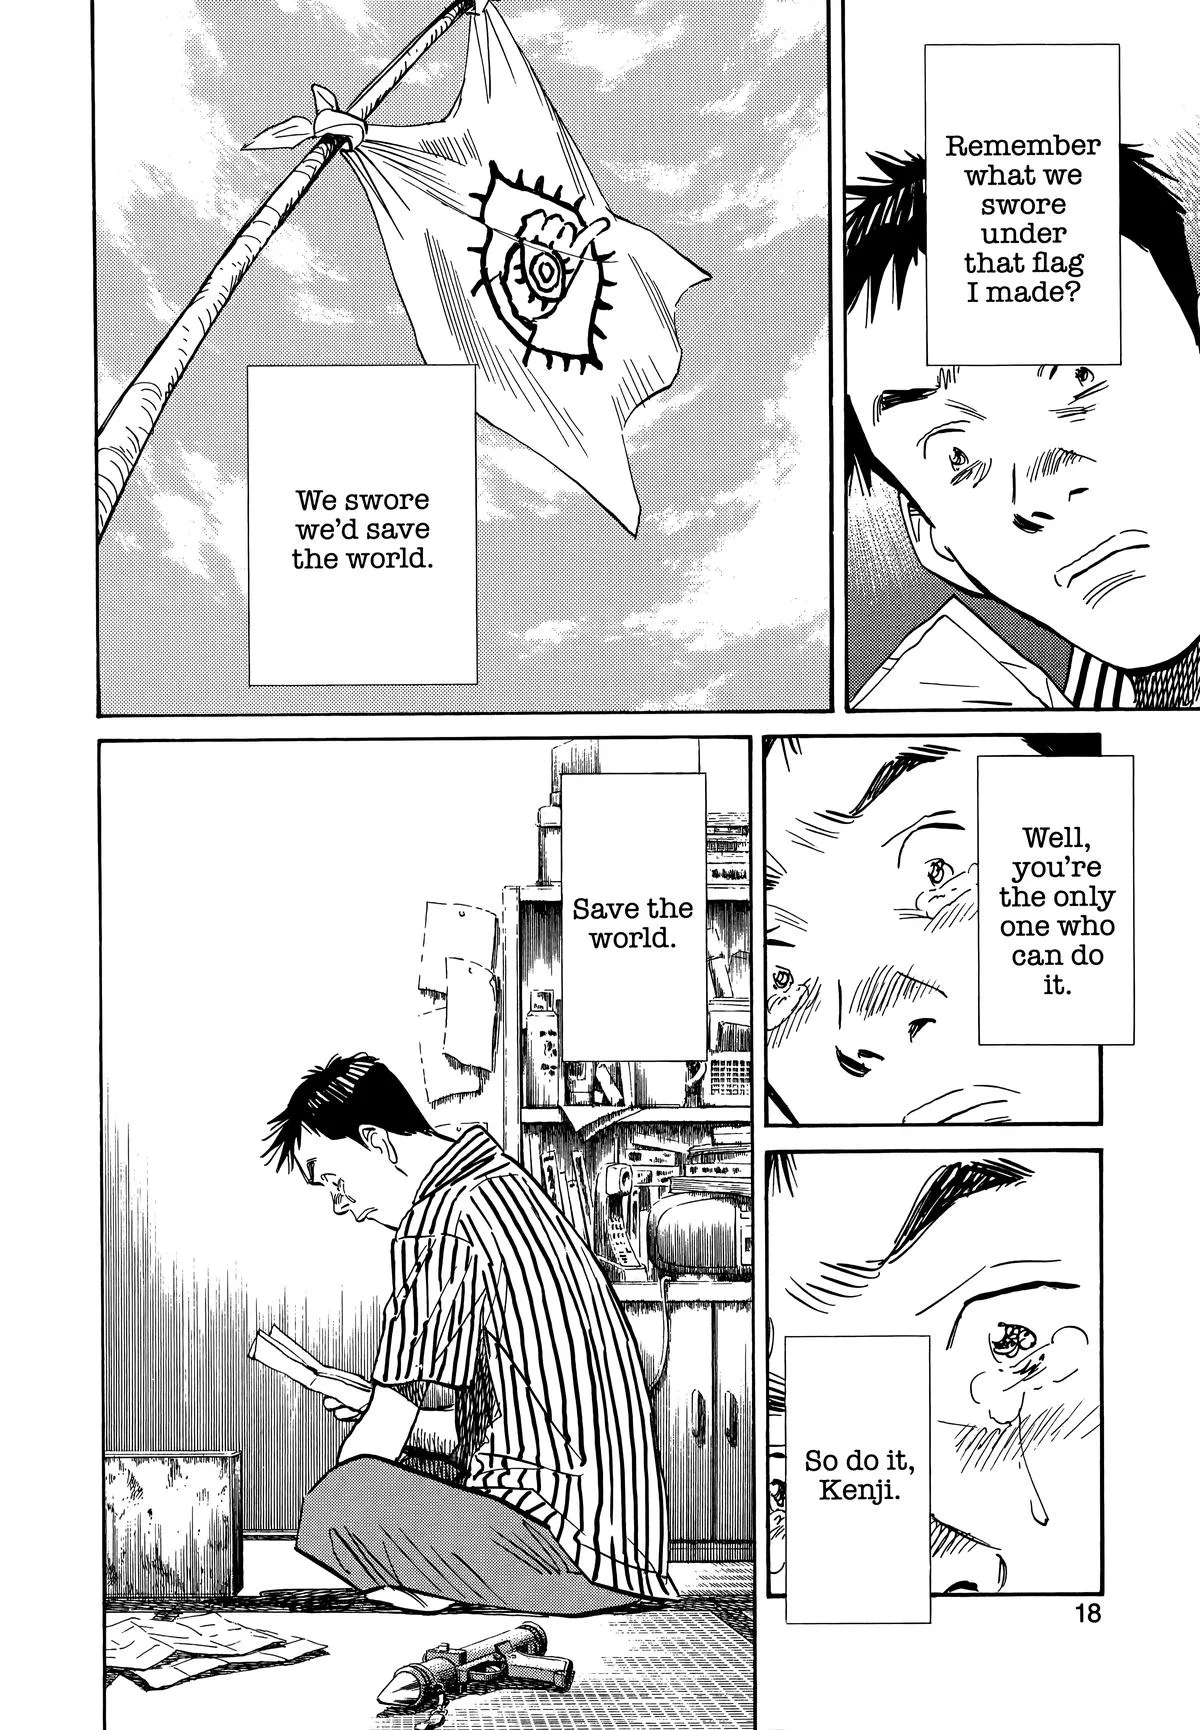 Remember
what we
swore
under
that flag
I made?
We swore
we'd save
the world.
Well,
you're
the only
one who
can do
it.
So do it,
Kenji.
Save the
world.
18